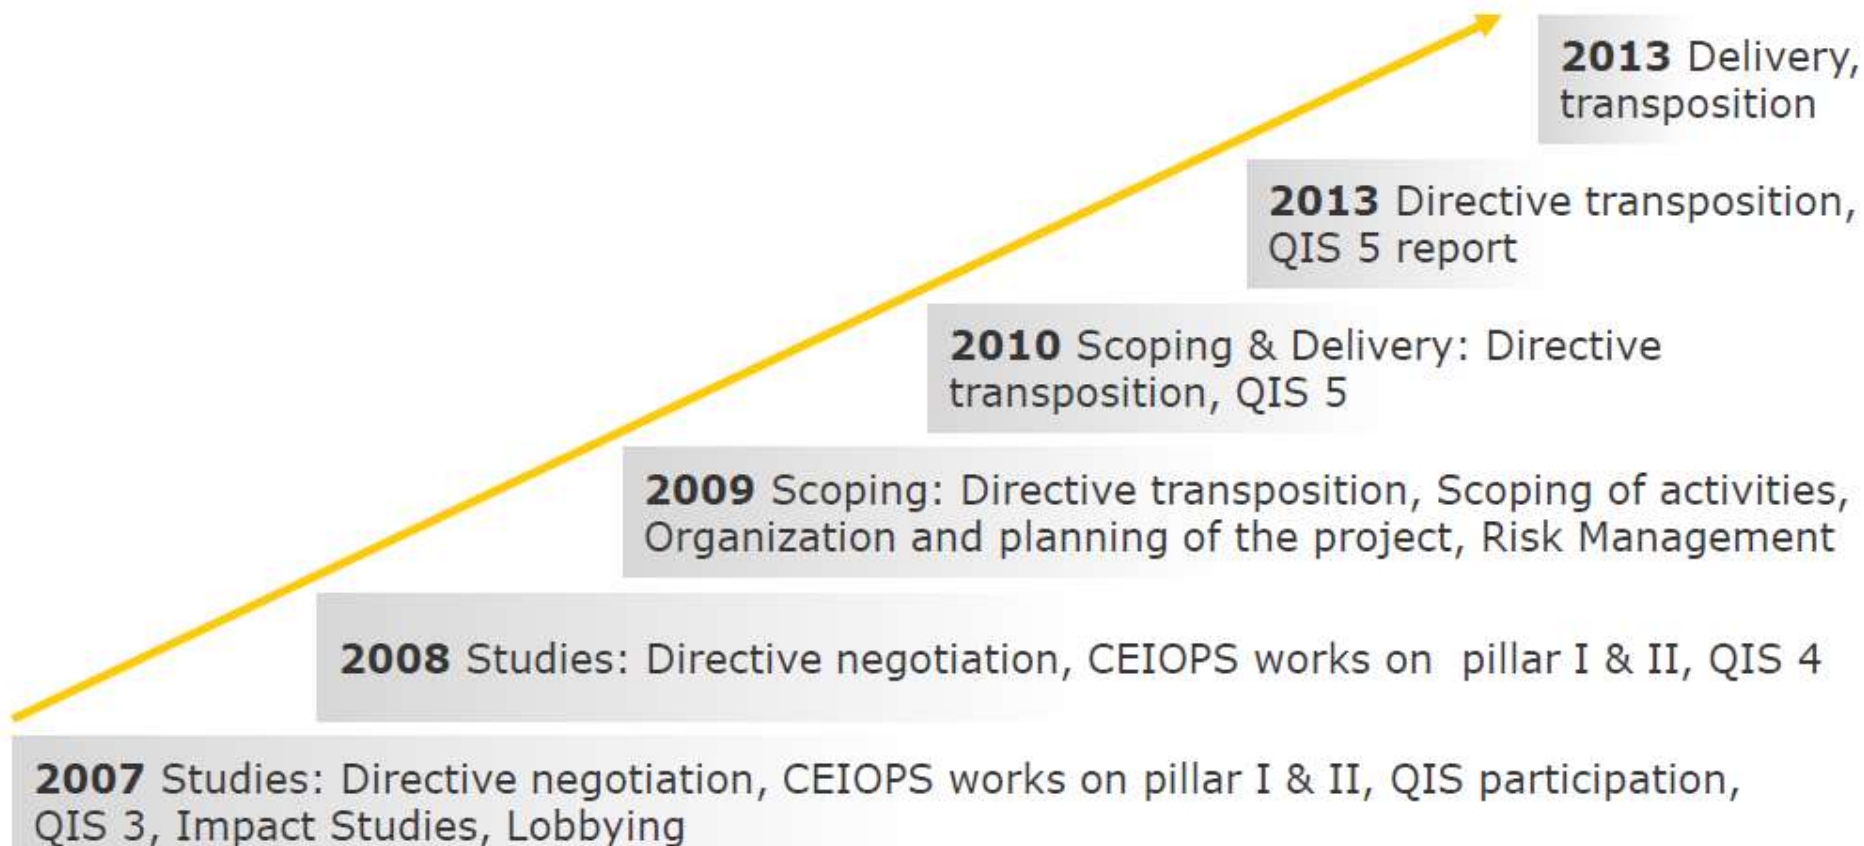 2013 Delivery,
transposition
2013 Directive transposition,
QIS 5 report
2010 Scoping & Delivery: Directive
transposition, QIS 5
2009 Scoping: Directive transposition, Scoping of activities,
Organization and planning of the project, Risk Management
2008 Studies: Directive negotiation, CEIOPS works on  pillar I & II, QIS 4
2007 Studies: Directive negotiation, CEIOPS works on pillar I & II, QIS participation,
QIS 3, Impact Studies, Lobbying